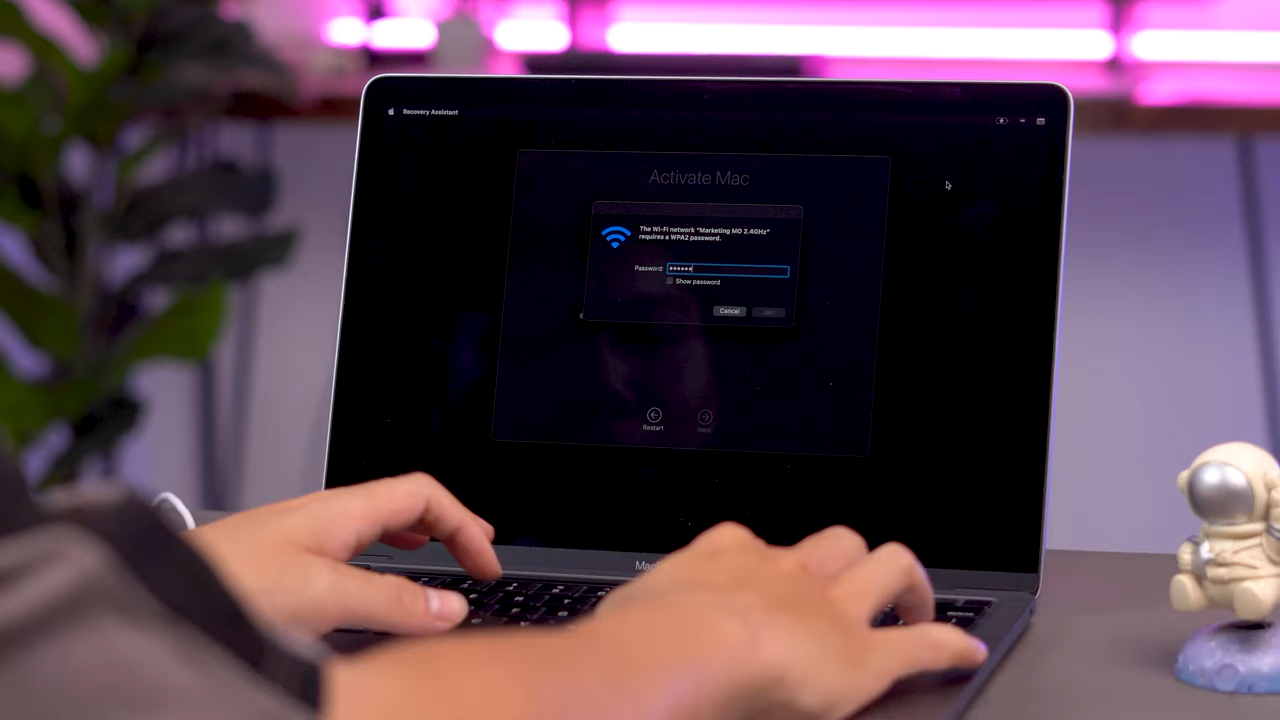 Recovery Assistant
Activate Mac
The Wi-Fi network “Marketing MO 2.4GHz”
requires a WPA2 password.
Password: ••••••
Show password
Cancel Join
Restart Next